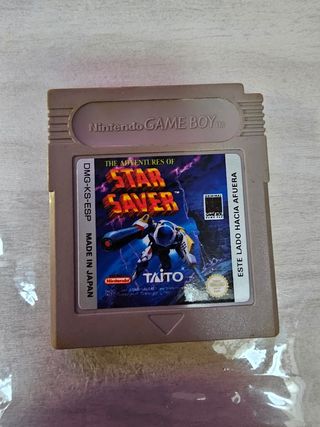 Nintendo GAME BOY TM
THE ADVENTURES OF
STAR
SAVER
DMG-KS-ESP
MADE IN JAPAN
ESTE LADO HACIA AFUERA
Nintendo
TAITO